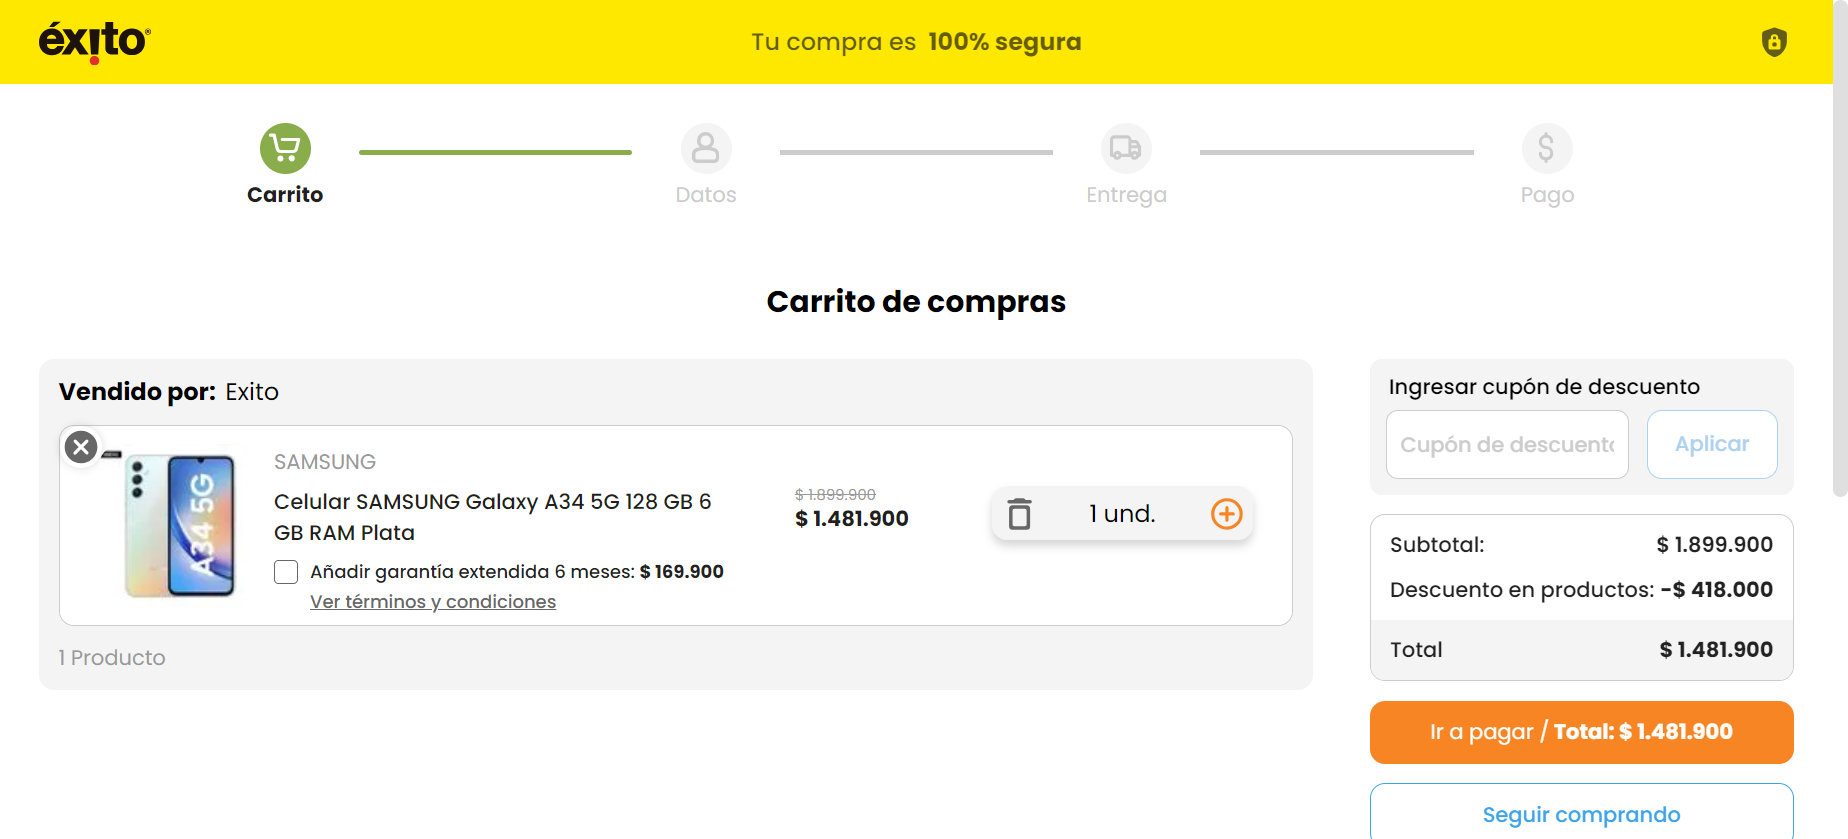 éxito
Tu compra es 100% segura
Carrito
Datos
Entrega
Pago
Carrito de compras
Vendido por: Exito
SAMSUNG
Celular SAMSUNG Galaxy A34 5G 128 GB 6
GB RAM Plata
A34 5G
Añadir garantía extendida 6 meses: $ 169.900
Ver términos y condiciones
$ 1.899.900
$ 1.481.900
1 und.
1 Producto
Ingresar cupón de descuento
Cupón de descuento
Aplicar
Subtotal: $ 1.899.900
Descuento en productos: -$ 418.000
Total $ 1.481.900
Ir a pagar / Total: $ 1.481.900
Seguir comprando